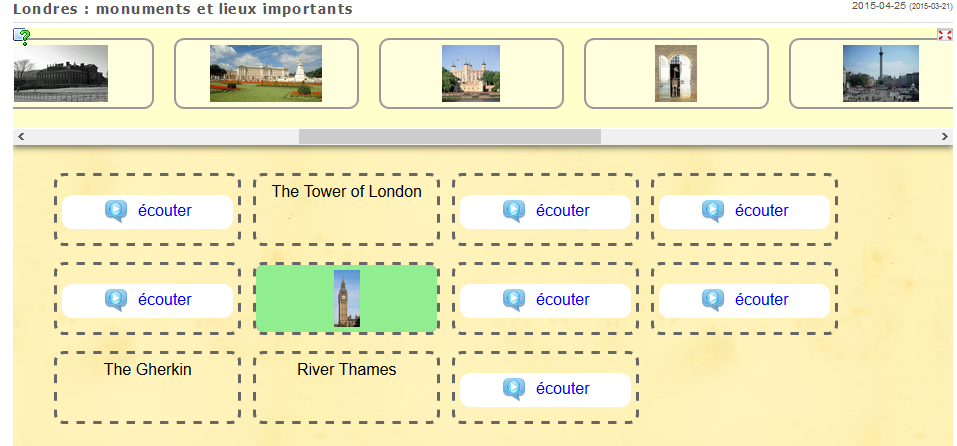 Londres : monuments et lieux importants
2015-04-25 (2015-03-21)
écouter
The Tower of London
écouter
écouter
écouter
écouter
écouter
The Gherkin
River Thames
écouter